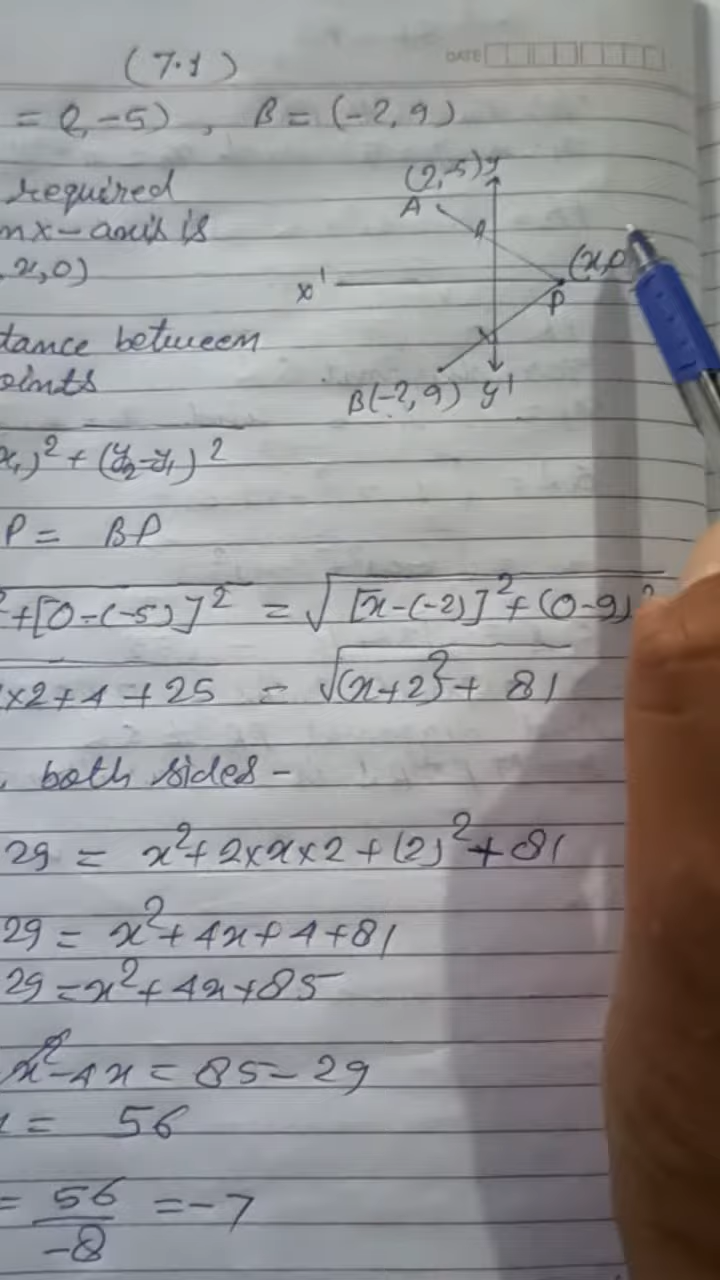 (7.1)
DATE
= (2,-5) , B = (-2,9)
(2,-5) y
required
A
nx-axis is
(x,0
x,0)
x'
P
tance between
oints
B(-2,9) y'
x₁)² + (y₂-y₁)²
P = BP
² + [0-(-5)]² = √[x-(-2)]² + (0-9)²
x2+4+25 = √(x+2)² + 81
both sides -
29 = x² + 2×x×2 + (2)² + 81
29 = x² + 4x + 4 + 81
29 = x² + 4x + 85
x² - 4x = 85 - 29
= 56
= 56/-8 = -7